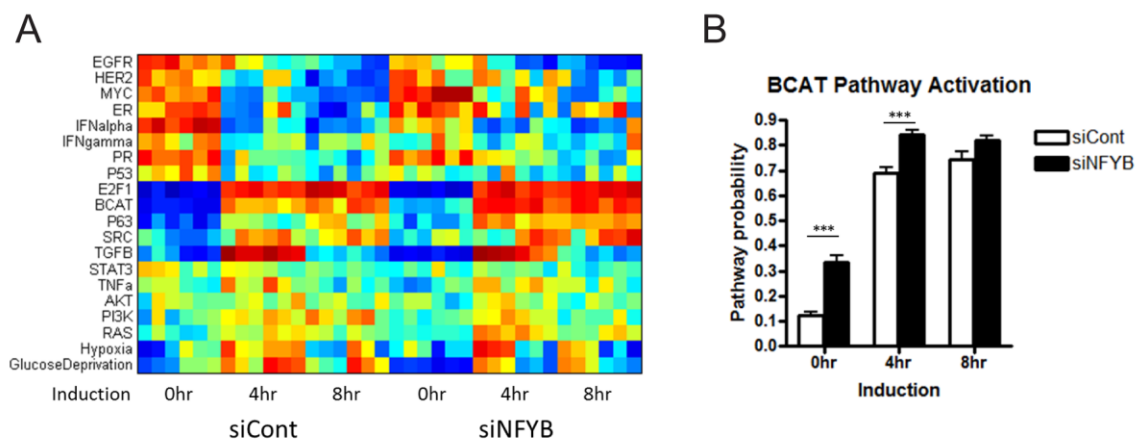 A
EGFR
HER2
MYC
ER
IFNalpha
IFNgamma
PR
P53
E2F1
BCAT
P63
SRC
TGFB
STAT3
TNFa
AKT
PI3K
RAS
Hypoxia
GlucoseDeprivation
Induction 0hr 4hr 8hr 0hr 4hr 8hr
siCont siNFYB
B
BCAT Pathway Activation
Pathway probability
0.9
0.8
0.7
0.6
0.5
0.4
0.3
0.2
0.1
0.0
***
***
siCont
siNFYB
0hr 4hr 8hr
Induction